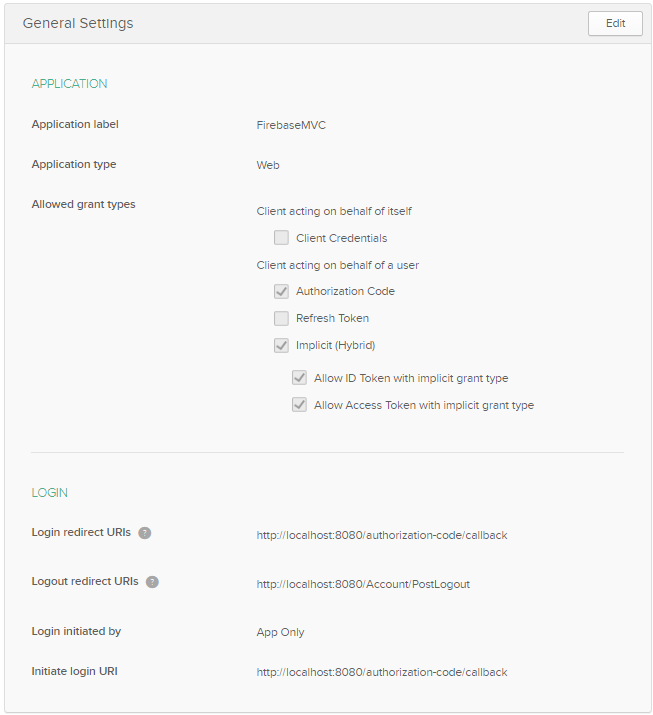 General Settings
Edit
APPLICATION
Application label
FirebaseMVC
Application type
Web
Allowed grant types
Client acting on behalf of itself
Client Credentials
Client acting on behalf of a user
Authorization Code
Refresh Token
Implicit (Hybrid)
Allow ID Token with implicit grant type
Allow Access Token with implicit grant type
LOGIN
Login redirect URIs ?
http://localhost:8080/authorization-code/callback
Logout redirect URIs ?
http://localhost:8080/Account/PostLogout
Login initiated by
App Only
Initiate login URI
http://localhost:8080/authorization-code/callback